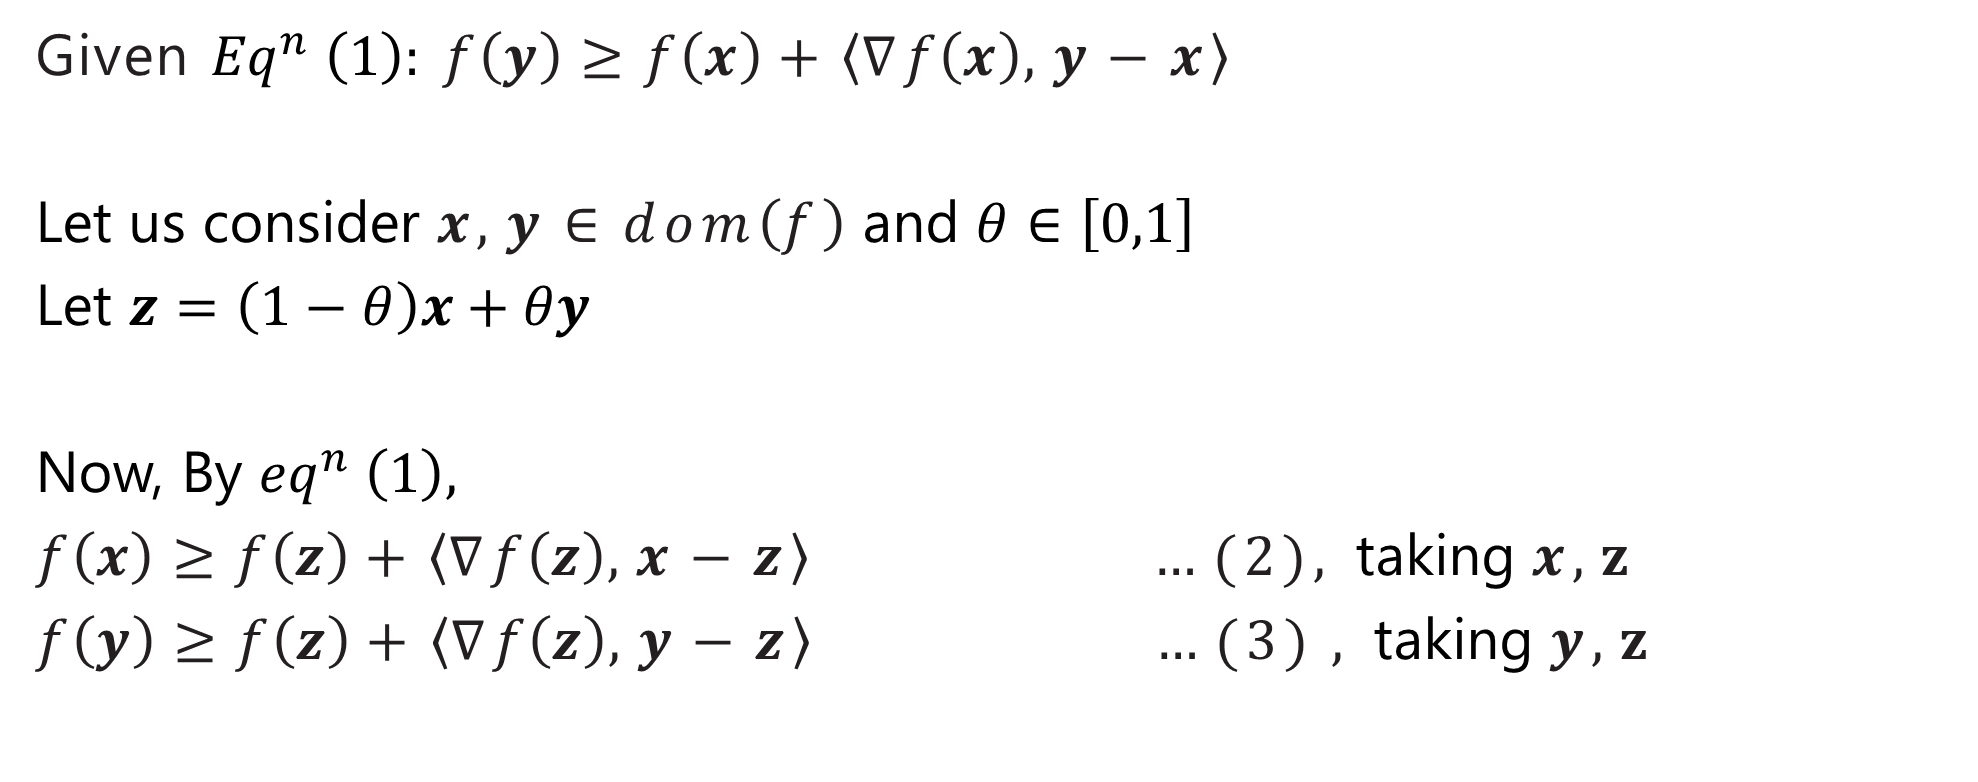 Given Eqⁿ (1): f(y) ≥ f(x) + ⟨∇f(x), y − x⟩
Let us consider x, y ∈ dom(f) and θ ∈ [0,1]
Let z = (1 − θ)x + θy
Now, By eqⁿ (1),
f(x) ≥ f(z) + ⟨∇f(z), x − z⟩ ... (2), taking x, z
f(y) ≥ f(z) + ⟨∇f(z), y − z⟩ ... (3) , taking y, z